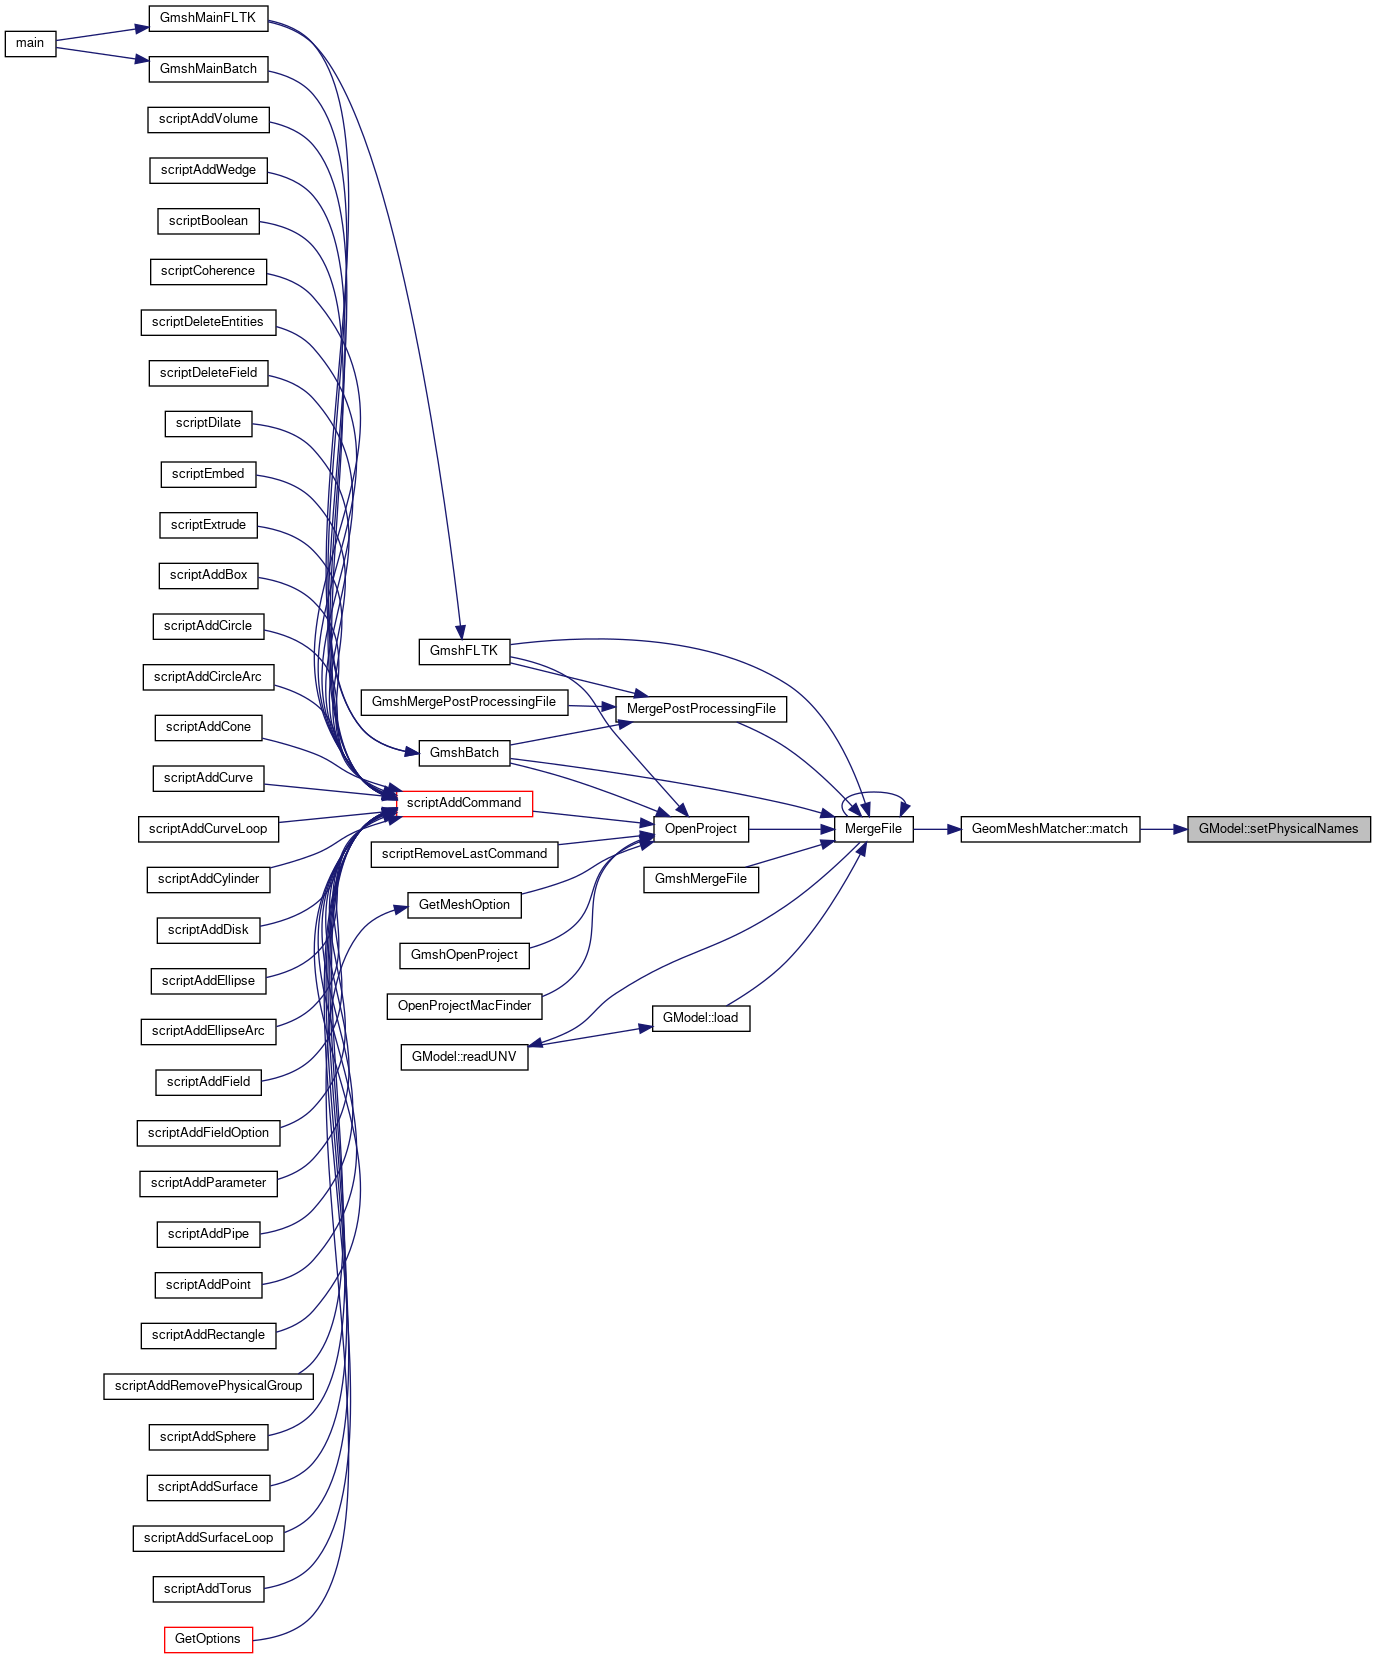 main
GmshMainFLTK
GmshMainBatch
scriptAddVolume
scriptAddWedge
scriptBoolean
scriptCoherence
scriptDeleteEntities
scriptDeleteField
scriptDilate
scriptEmbed
scriptExtrude
scriptAddBox
scriptAddCircle
scriptAddCircleArc
scriptAddCone
scriptAddCurve
scriptAddCurveLoop
scriptAddCylinder
scriptAddDisk
scriptAddEllipse
scriptAddEllipseArc
scriptAddField
scriptAddFieldOption
scriptAddParameter
scriptAddPipe
scriptAddPoint
scriptAddRectangle
scriptAddRemovePhysicalGroup
scriptAddSphere
scriptAddSurface
scriptAddSurfaceLoop
scriptAddTorus
GetOptions
GmshFLTK
GmshMergePostProcessingFile
GmshBatch
scriptAddCommand
scriptRemoveLastCommand
GetMeshOption
GmshOpenProject
OpenProjectMacFinder
GModel::readUNV
MergePostProcessingFile
OpenProject
GmshMergeFile
GModel::load
MergeFile
GeomMeshMatcher::match
GModel::setPhysicalNames